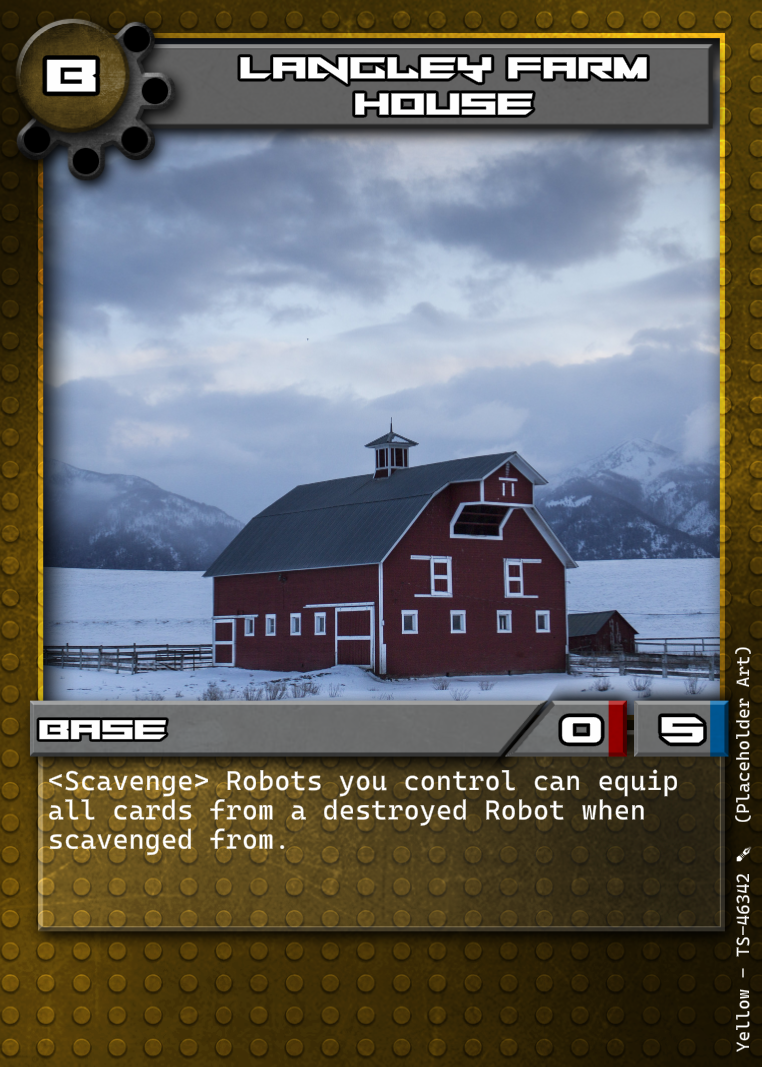 B
LANGLEY FARM
HOUSE
BASE
0
5
<Scavenge> Robots you control can equip
all cards from a destroyed Robot when
scavenged from.
Yellow - TS-46342 ✒ (Placeholder Art)